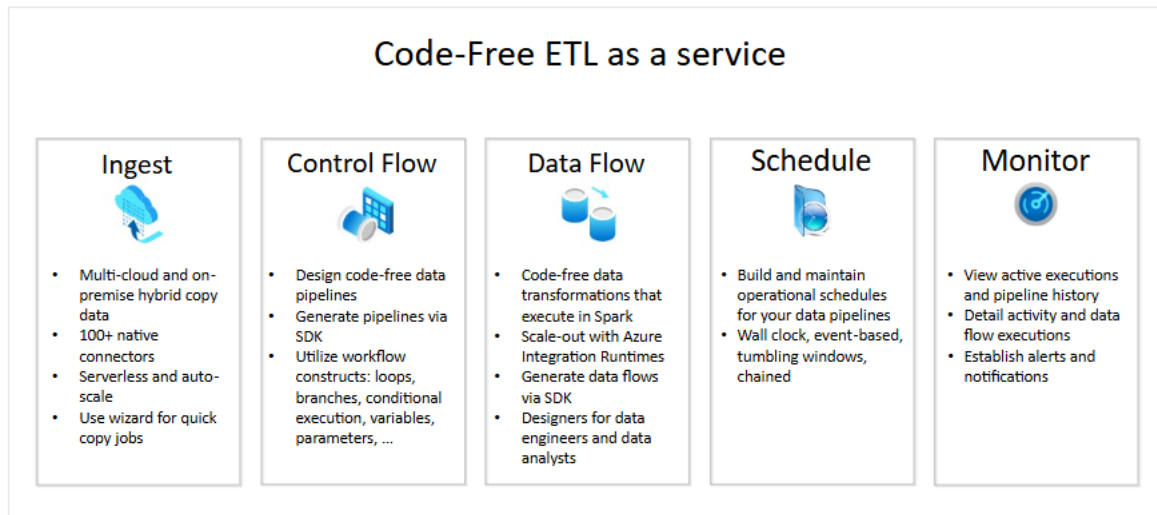 Code-Free ETL as a service
Ingest
• Multi-cloud and on-
premise hybrid copy
data
• 100+ native
connectors
• Serverless and auto-
scale
• Use wizard for quick
copy jobs
Control Flow
• Design code-free data
pipelines
• Generate pipelines via
SDK
• Utilize workflow
constructs: loops,
branches, conditional
execution, variables,
parameters, ...
Data Flow
• Code-free data
transformations that
execute in Spark
• Scale-out with Azure
Integration Runtimes
• Generate data flows
via SDK
• Designers for data
engineers and data
analysts
Schedule
• Build and maintain
operational schedules
for your data pipelines
• Wall clock, event-based,
tumbling windows,
chained
Monitor
• View active executions
and pipeline history
• Detail activity and data
flow executions
• Establish alerts and
notifications